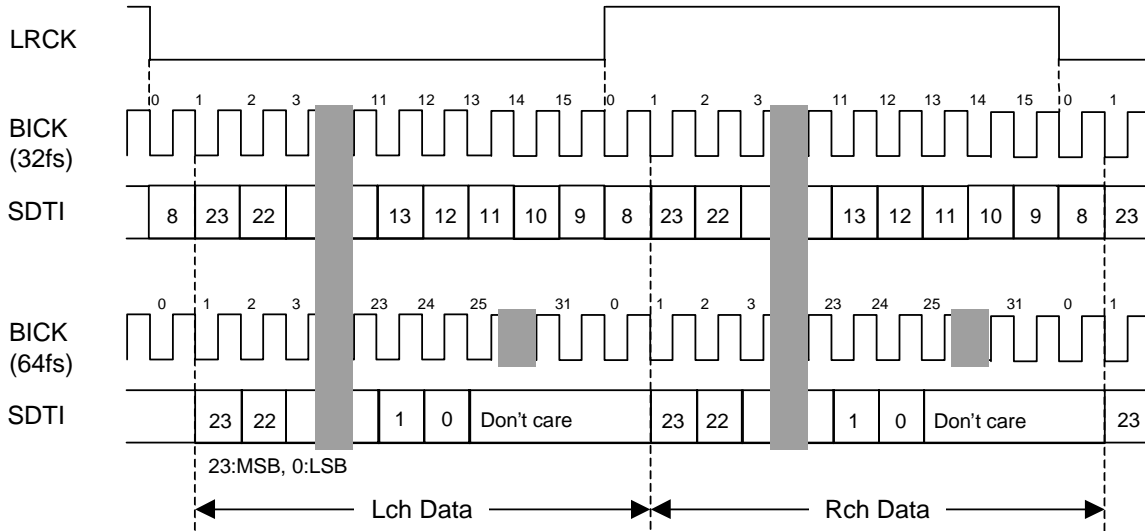 LRCK
0 1 2 3 11 12 13 14 15 0 1 2 3 11 12 13 14 15 0 1
BICK
(32fs)
SDTI 8 23 22 13 12 11 10 9 8 23 22 13 12 11 10 9 8 23
0 1 2 3 23 24 25 31 0 1 2 3 23 24 25 31 0 1
BICK
(64fs)
SDTI 23 22 1 0 Don't care 23 22 1 0 Don't care 23
23:MSB, 0:LSB
Lch Data Rch Data